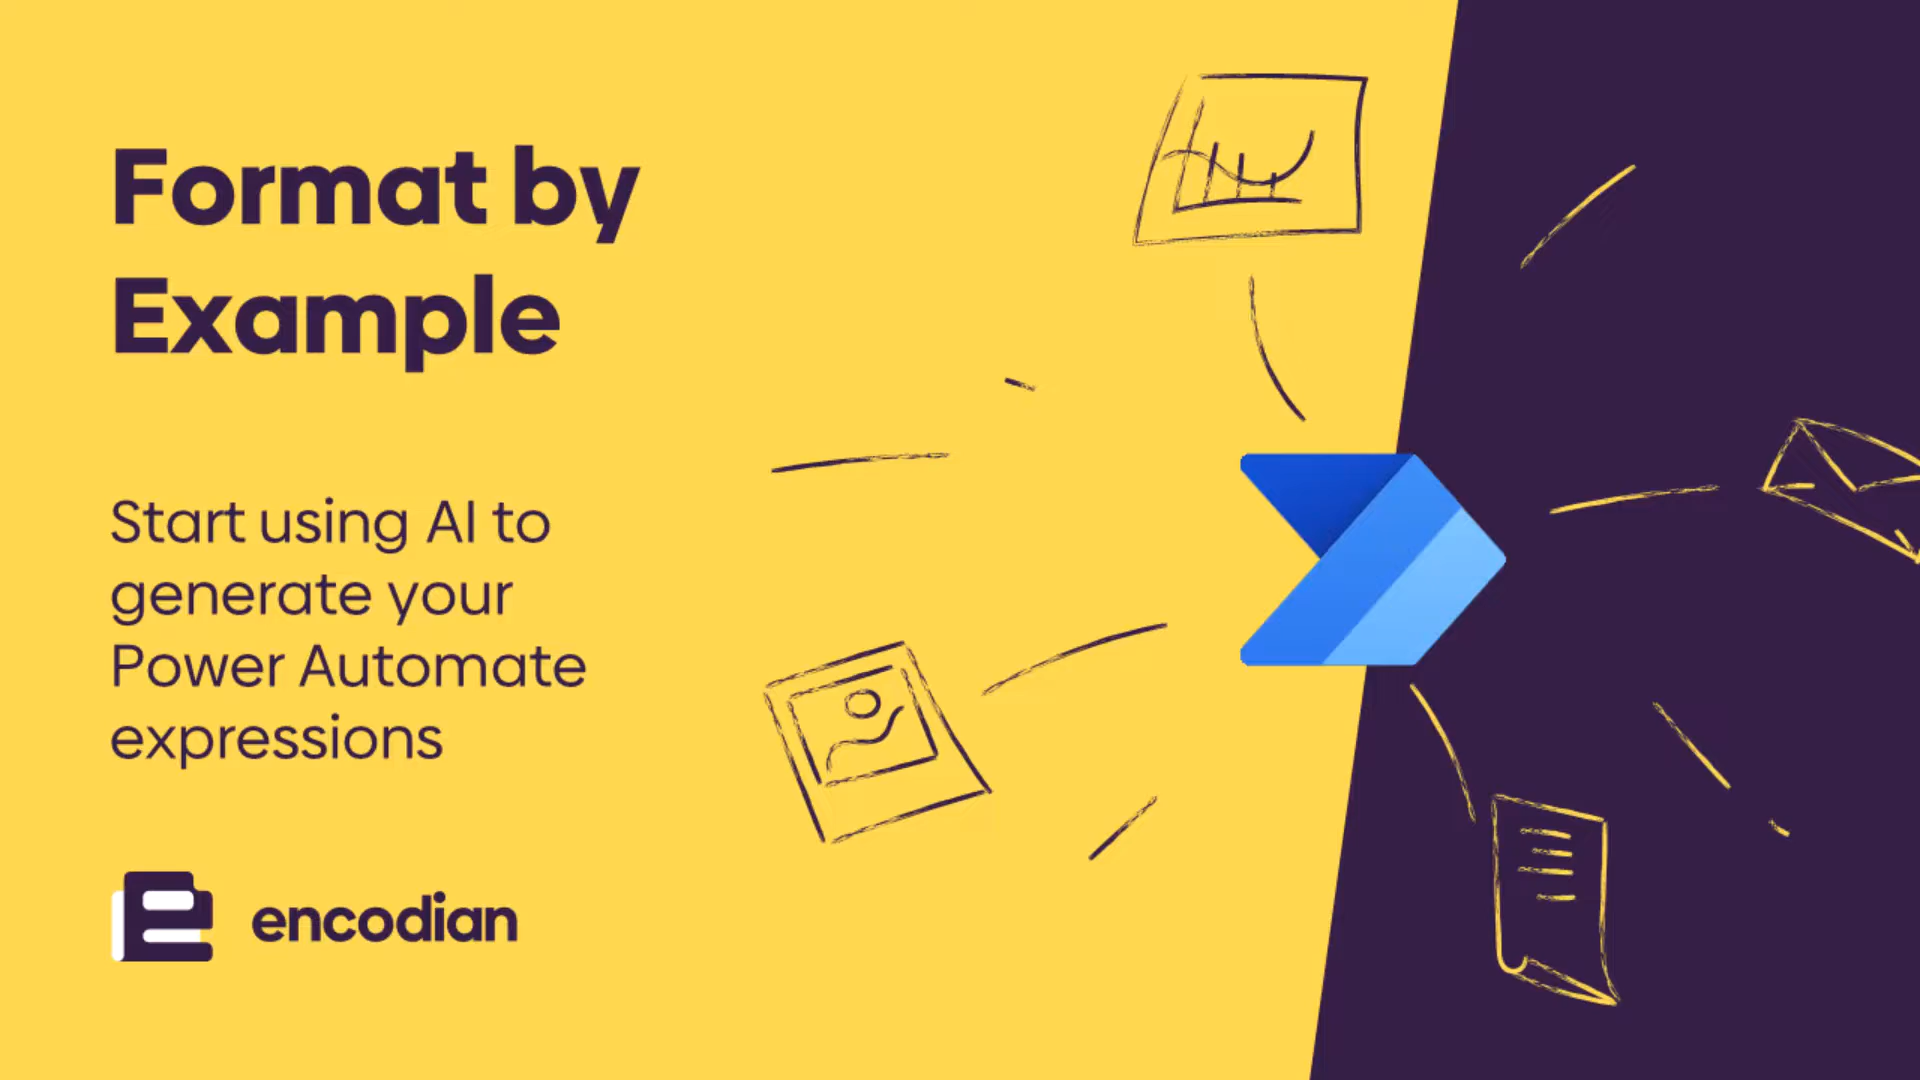 Format by
Example
Start using AI to
generate your
Power Automate
expressions
encodian